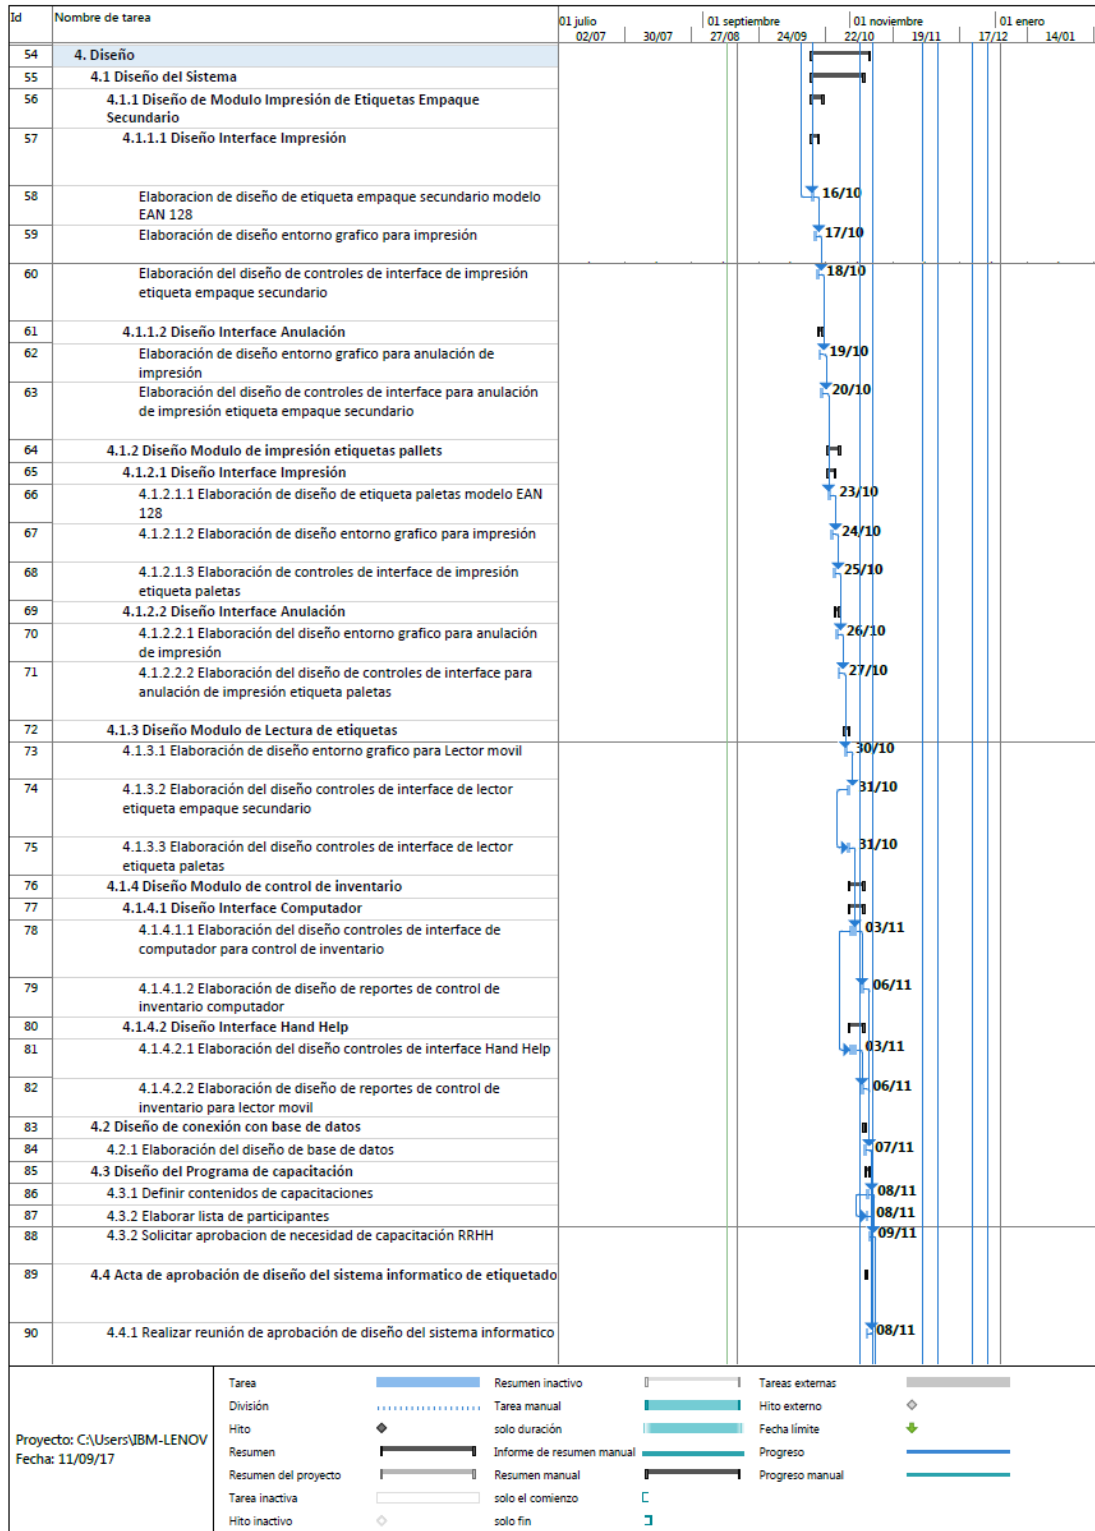 Id Nombre de tarea 01 julio 01 septiembre 01 noviembre 01 enero
02/07 30/07 27/08 24/09 22/10 19/11 17/12 14/01
54 4. Diseño
55 4.1 Diseño del Sistema
56 4.1.1 Diseño de Modulo Impresión de Etiquetas Empaque
Secundario
57 4.1.1.1 Diseño Interface Impresión
58 Elaboracion de diseño de etiqueta empaque secundario modelo 16/10
EAN 128
59 Elaboración de diseño entorno grafico para impresión 17/10
60 Elaboración del diseño de controles de interface de impresión 18/10
etiqueta empaque secundario
61 4.1.1.2 Diseño Interface Anulación
62 Elaboración de diseño entorno grafico para anulación de 19/10
impresión
63 Elaboración del diseño de controles de interface para anulación 20/10
de impresión etiqueta empaque secundario
64 4.1.2 Diseño Modulo de impresión etiquetas pallets
65 4.1.2.1 Diseño Interface Impresión
66 4.1.2.1.1 Elaboración de diseño de etiqueta paletas modelo EAN 23/10
128
67 4.1.2.1.2 Elaboración de diseño entorno grafico para impresión 24/10
68 4.1.2.1.3 Elaboración de controles de interface de impresión 25/10
etiqueta paletas
69 4.1.2.2 Diseño Interface Anulación
70 4.1.2.2.1 Elaboración del diseño entorno grafico para anulación 26/10
de impresión
71 4.1.2.2.2 Elaboración del diseño de controles de interface para 27/10
anulación de impresión etiqueta paletas
72 4.1.3 Diseño Modulo de Lectura de etiquetas
73 4.1.3.1 Elaboración de diseño entorno grafico para Lector movil 30/10
74 4.1.3.2 Elaboración del diseño controles de interface de lector 31/10
etiqueta empaque secundario
75 4.1.3.3 Elaboración del diseño controles de interface de lector 31/10
etiqueta paletas
76 4.1.4 Diseño Modulo de control de inventario
77 4.1.4.1 Diseño Interface Computador
78 4.1.4.1.1 Elaboración del diseño controles de interface de 03/11
computador para control de inventario
79 4.1.4.1.2 Elaboración de diseño de reportes de control de 06/11
inventario computador
80 4.1.4.2 Diseño Interface Hand Help
81 4.1.4.2.1 Elaboración del diseño controles de interface Hand Help 03/11
82 4.1.4.2.2 Elaboración de diseño de reportes de control de 06/11
inventario para lector movil
83 4.2 Diseño de conexión con base de datos
84 4.2.1 Elaboración del diseño de base de datos 07/11
85 4.3 Diseño del Programa de capacitación
86 4.3.1 Definir contenidos de capacitaciones 08/11
87 4.3.2 Elaborar lista de participantes 08/11
88 4.3.2 Solicitar aprobacion de necesidad de capacitación RRHH 09/11
89 4.4 Acta de aprobación de diseño del sistema informatico de etiquetado
90 4.4.1 Realizar reunión de aprobación de diseño del sistema informatico 08/11
Proyecto: C:\Users\IBM-LENOV
Fecha: 11/09/17
Tarea Resumen inactivo Tareas externas
División Tarea manual Hito externo
Hito solo duración Fecha límite
Resumen Informe de resumen manual Progreso
Resumen del proyecto Resumen manual Progreso manual
Tarea inactiva solo el comienzo
Hito inactivo solo fin